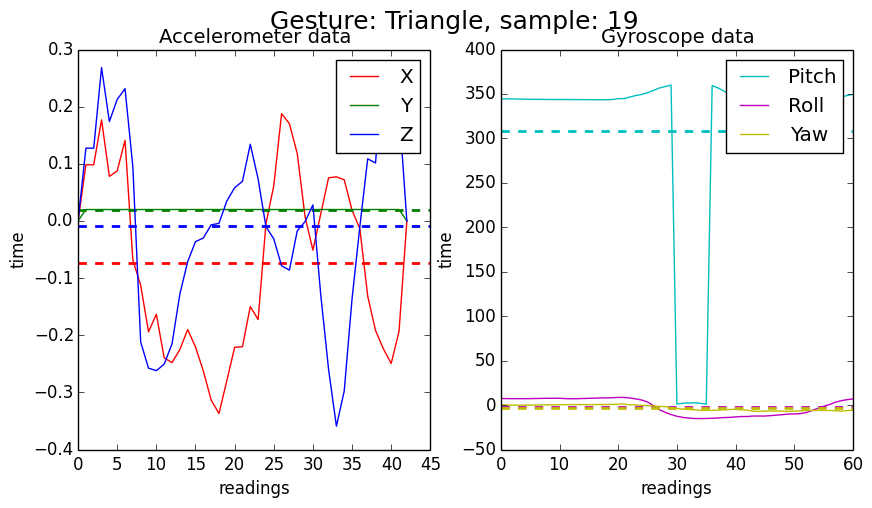 Gesture: Triangle, sample: 19
Accelerometer data
0.3
0.2
0.1
0.0
−0.1
−0.2
−0.3
−0.4
time
0 5 10 15 20 25 30 35 40 45
readings
X
Y
Z
Gyroscope data
400
350
300
250
200
150
100
50
0
−50
time
0 10 20 30 40 50 60
readings
Pitch
Roll
Yaw